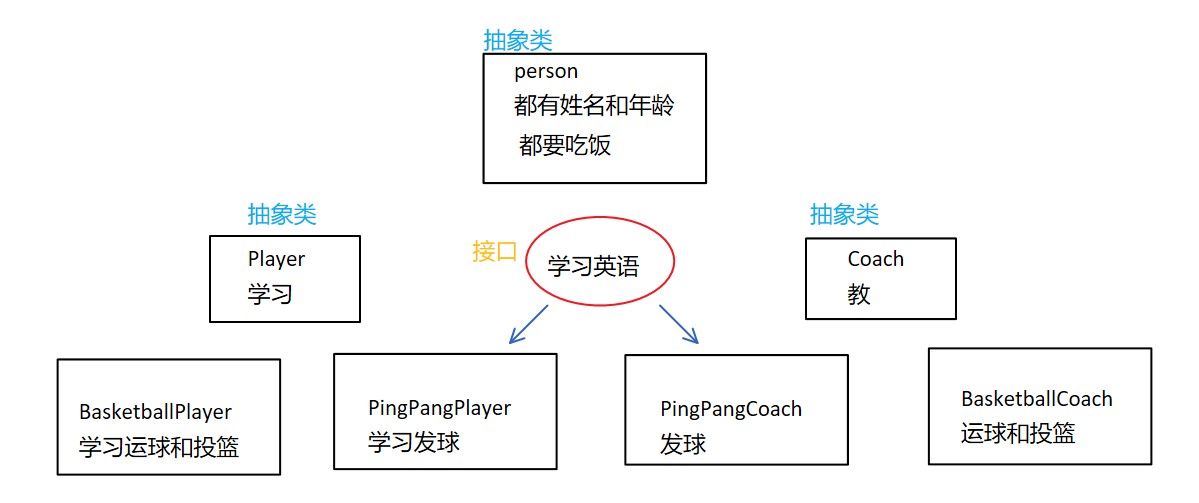 抽象类
person
都有姓名和年龄
都要吃饭
抽象类
Player
学习
接口
学习英语
抽象类
Coach
教
BasketballPlayer
学习运球和投篮
PingPangPlayer
学习发球
PingPangCoach
发球
BasketballCoach
运球和投篮